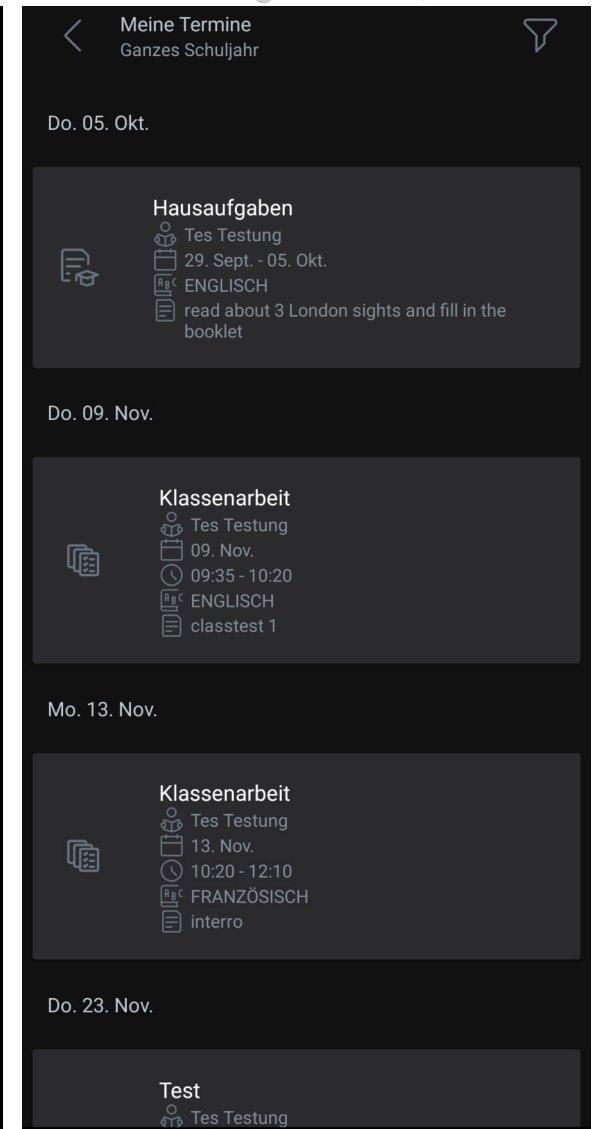 Meine Termine
Ganzes Schuljahr
Do. 05. Okt.
Hausaufgaben
Tes Testung
29. Sept. - 05. Okt.
ENGLISCH
read about 3 London sights and fill in the
booklet
Do. 09. Nov.
Klassenarbeit
Tes Testung
09. Nov.
09:35 - 10:20
ENGLISCH
classtest 1
Mo. 13. Nov.
Klassenarbeit
Tes Testung
13. Nov.
10:20 - 12:10
FRANZÖSISCH
interro
Do. 23. Nov.
Test
Tes Testung